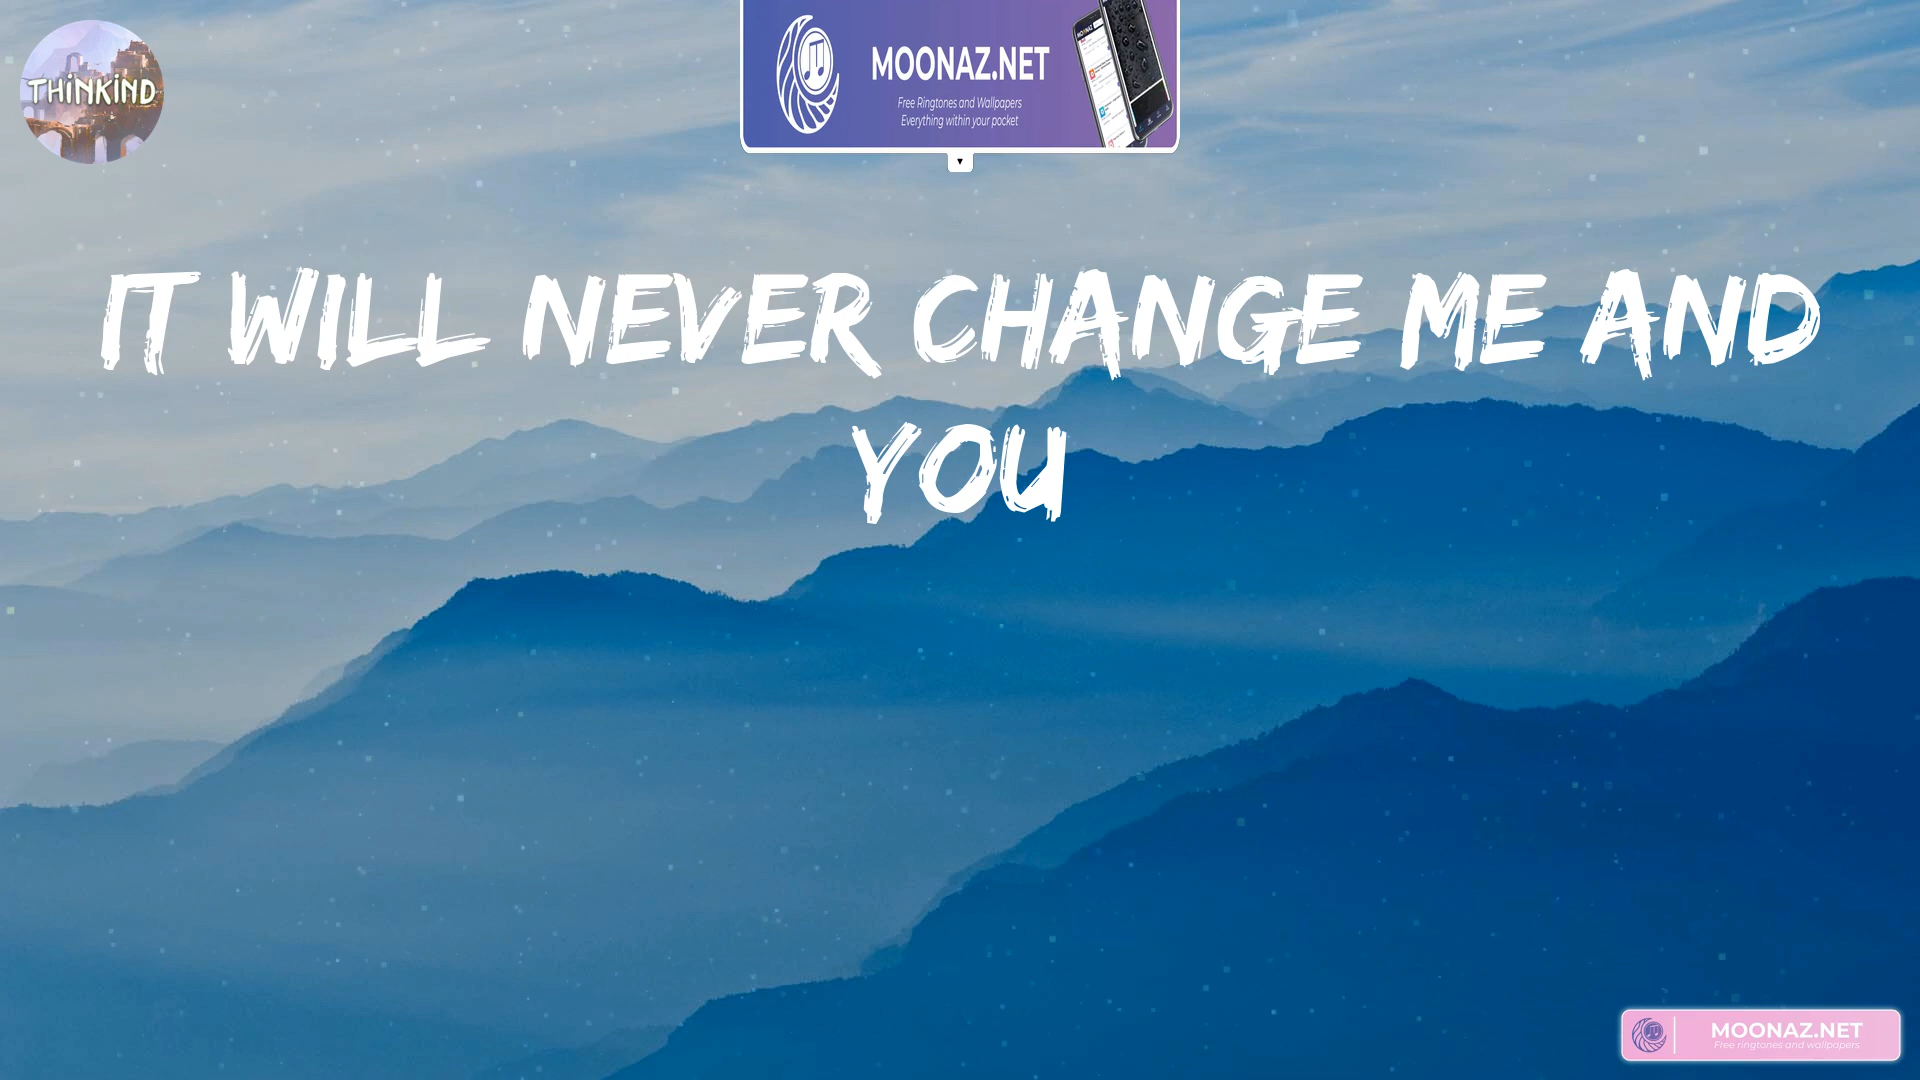 THINKIND
MOONAZ.NET
Free Ringtones and Wallpapers
Everything within your pocket
IT WILL NEVER CHANGE ME AND
YOU
MOONAZ.NET
Free ringtones and wallpapers